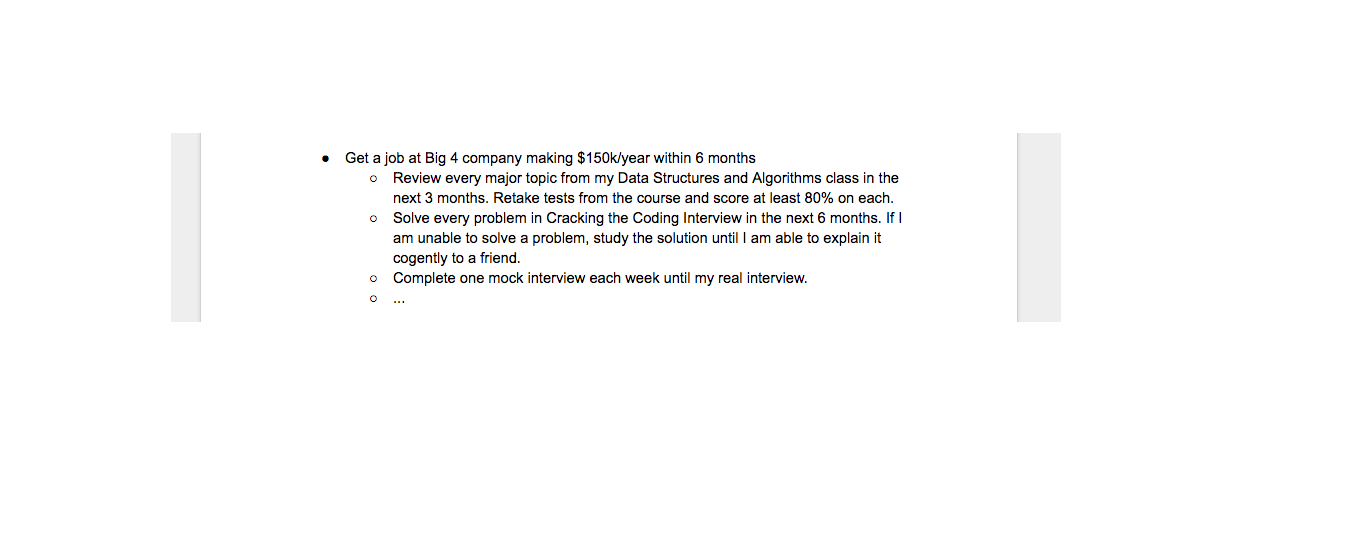 ● Get a job at Big 4 company making $150k/year within 6 months
○ Review every major topic from my Data Structures and Algorithms class in the
next 3 months. Retake tests from the course and score at least 80% on each.
○ Solve every problem in Cracking the Coding Interview in the next 6 months. If I
am unable to solve a problem, study the solution until I am able to explain it
cogently to a friend.
○ Complete one mock interview each week until my real interview.
○ ...